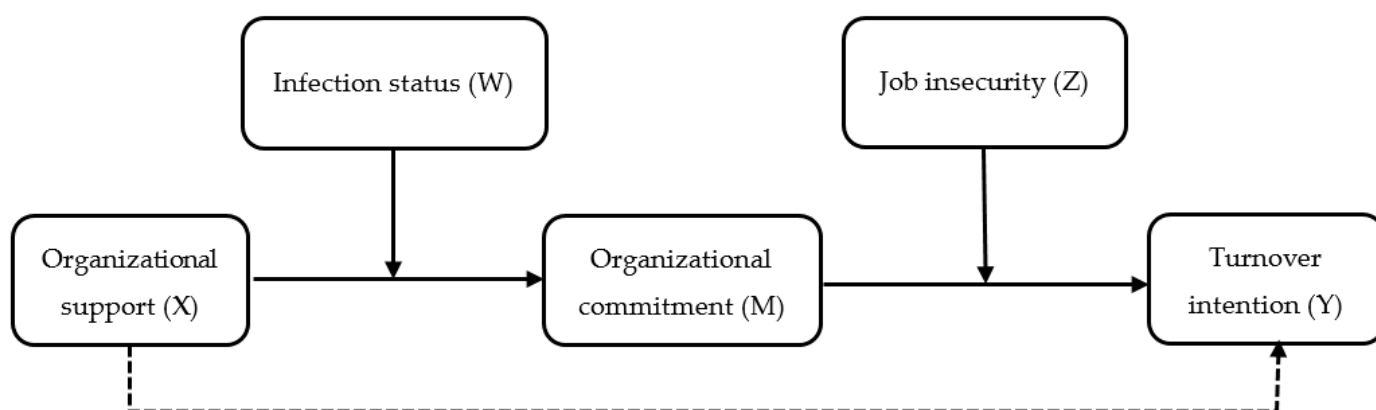 Infection status (W)
Job insecurity (Z)
Organizational
support (X)
Organizational
commitment (M)
Turnover
intention (Y)